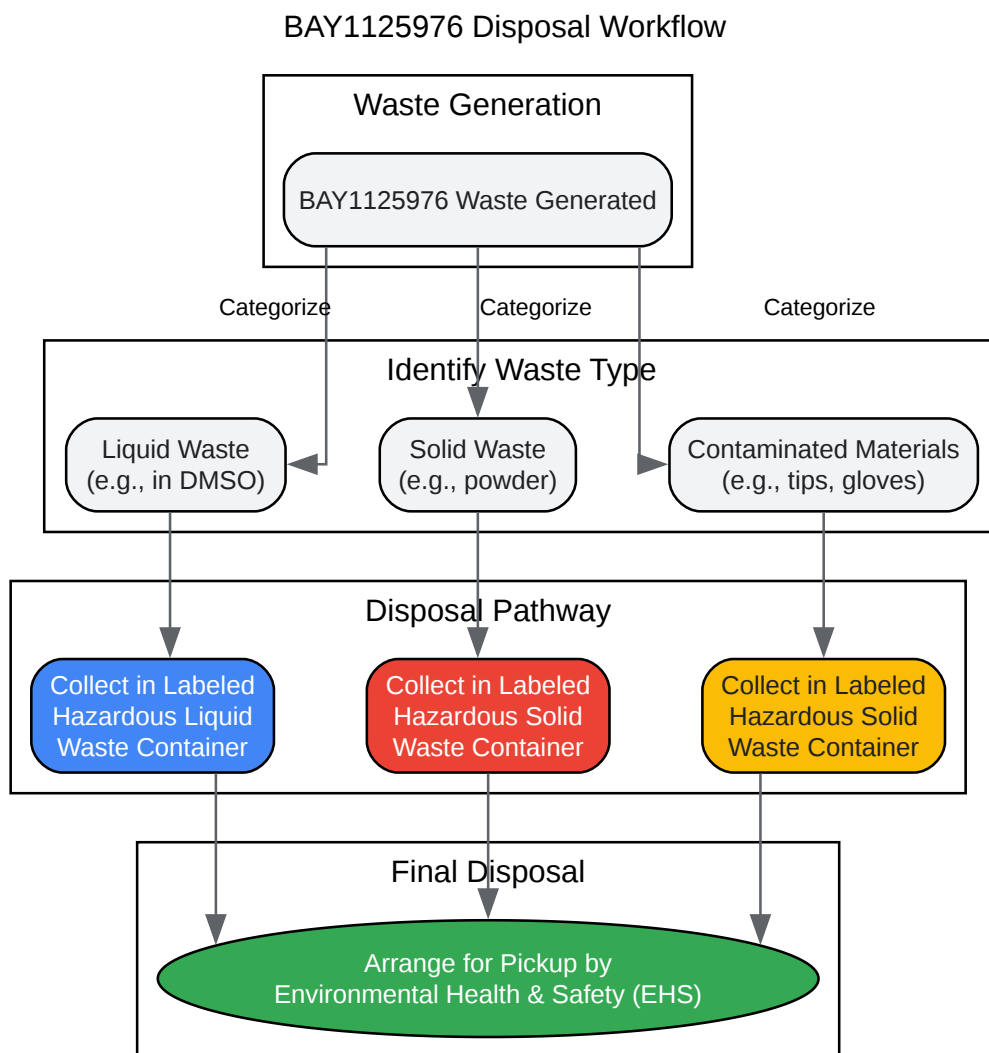 BAY1125976 Disposal Workflow
Waste Generation
BAY1125976 Waste Generated
Categorize
Categorize
Categorize
Identify Waste Type
Liquid Waste
(e.g., in DMSO)
Solid Waste
(e.g., powder)
Contaminated Materials
(e.g., tips, gloves)
Disposal Pathway
Collect in Labeled
Hazardous Liquid
Waste Container
Collect in Labeled
Hazardous Solid
Waste Container
Collect in Labeled
Hazardous Solid
Waste Container
Final Disposal
Arrange for Pickup by
Environmental Health & Safety (EHS)